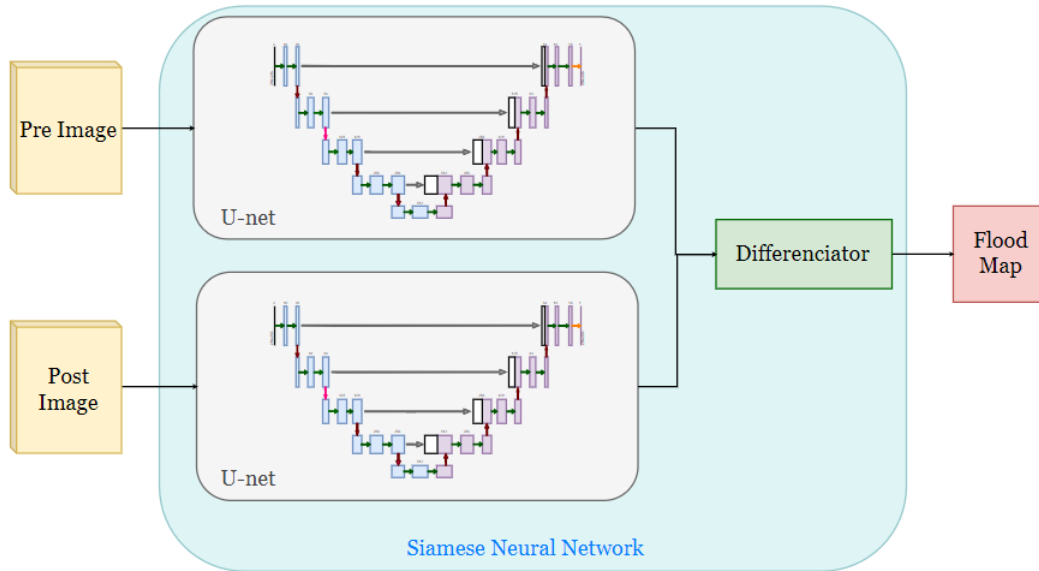 Pre Image
U-net
Post
Image
U-net
Differenciator
Flood
Map
Siamese Neural Network